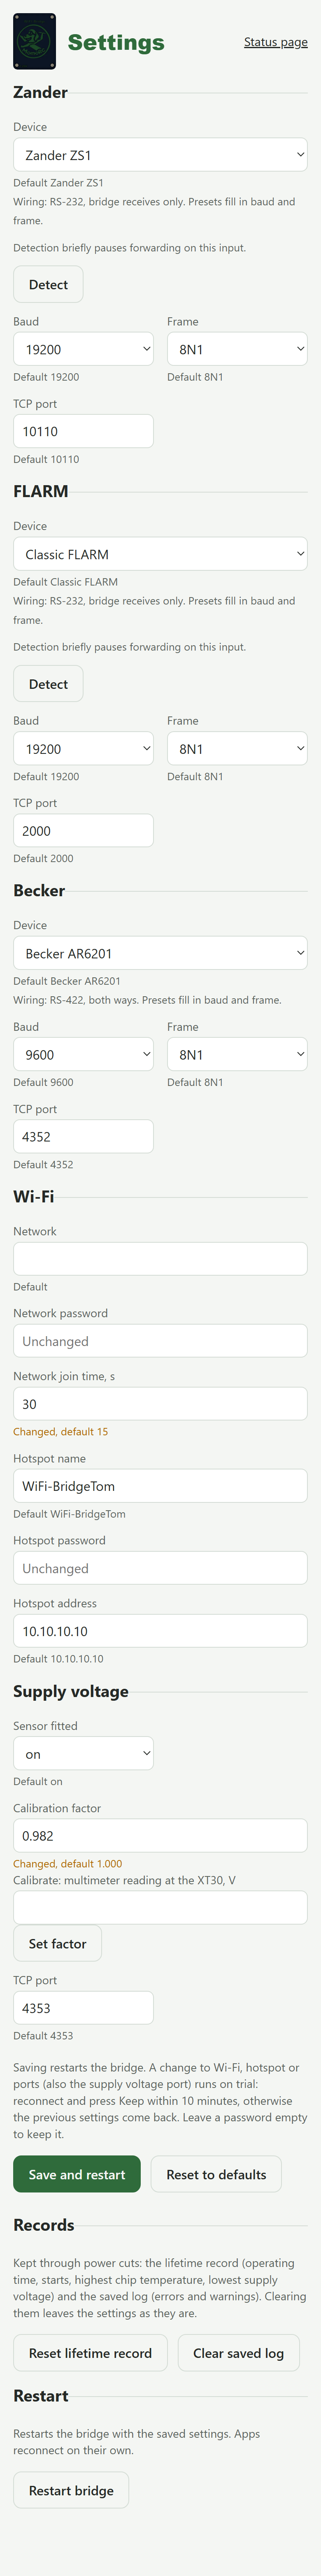 Settings
Status page
Zander
Device
Zander ZS1
Default Zander ZS1
Wiring: RS-232, bridge receives only. Presets fill in baud and
frame.
Detection briefly pauses forwarding on this input.
Detect
Baud
Frame
19200
8N1
Default 19200
Default 8N1
TCP port
10110
Default 10110
FLARM
Device
Classic FLARM
Default Classic FLARM
Wiring: RS-232, bridge receives only. Presets fill in baud and
frame.
Detection briefly pauses forwarding on this input.
Detect
Baud
Frame
19200
8N1
Default 19200
Default 8N1
TCP port
2000
Default 2000
Becker
Device
Becker AR6201
Default Becker AR6201
Wiring: RS-422, both ways. Presets fill in baud and frame.
Baud
Frame
9600
8N1
Default 9600
Default 8N1
TCP port
4352
Default 4352
Wi-Fi
Network
Default
Network password
Unchanged
Network join time, s
30
Changed, default 15
Hotspot name
WiFi-BridgeTom
Default WiFi-BridgeTom
Hotspot password
Unchanged
Hotspot address
10.10.10.10
Default 10.10.10.10
Supply voltage
Sensor fitted
on
Default on
Calibration factor
0.982
Changed, default 1.000
Calibrate: multimeter reading at the XT30, V
Set factor
TCP port
4353
Default 4353
Saving restarts the bridge. A change to Wi-Fi, hotspot or
ports (also the supply voltage port) runs on trial:
reconnect and press Keep within 10 minutes, otherwise
the previous settings come back. Leave a password empty
to keep it.
Save and restart
Reset to defaults
Records
Kept through power cuts: the lifetime record (operating
time, starts, highest chip temperature, lowest supply
voltage) and the saved log (errors and warnings). Clearing
them leaves the settings as they are.
Reset lifetime record
Clear saved log
Restart
Restarts the bridge with the saved settings. Apps
reconnect on their own.
Restart bridge